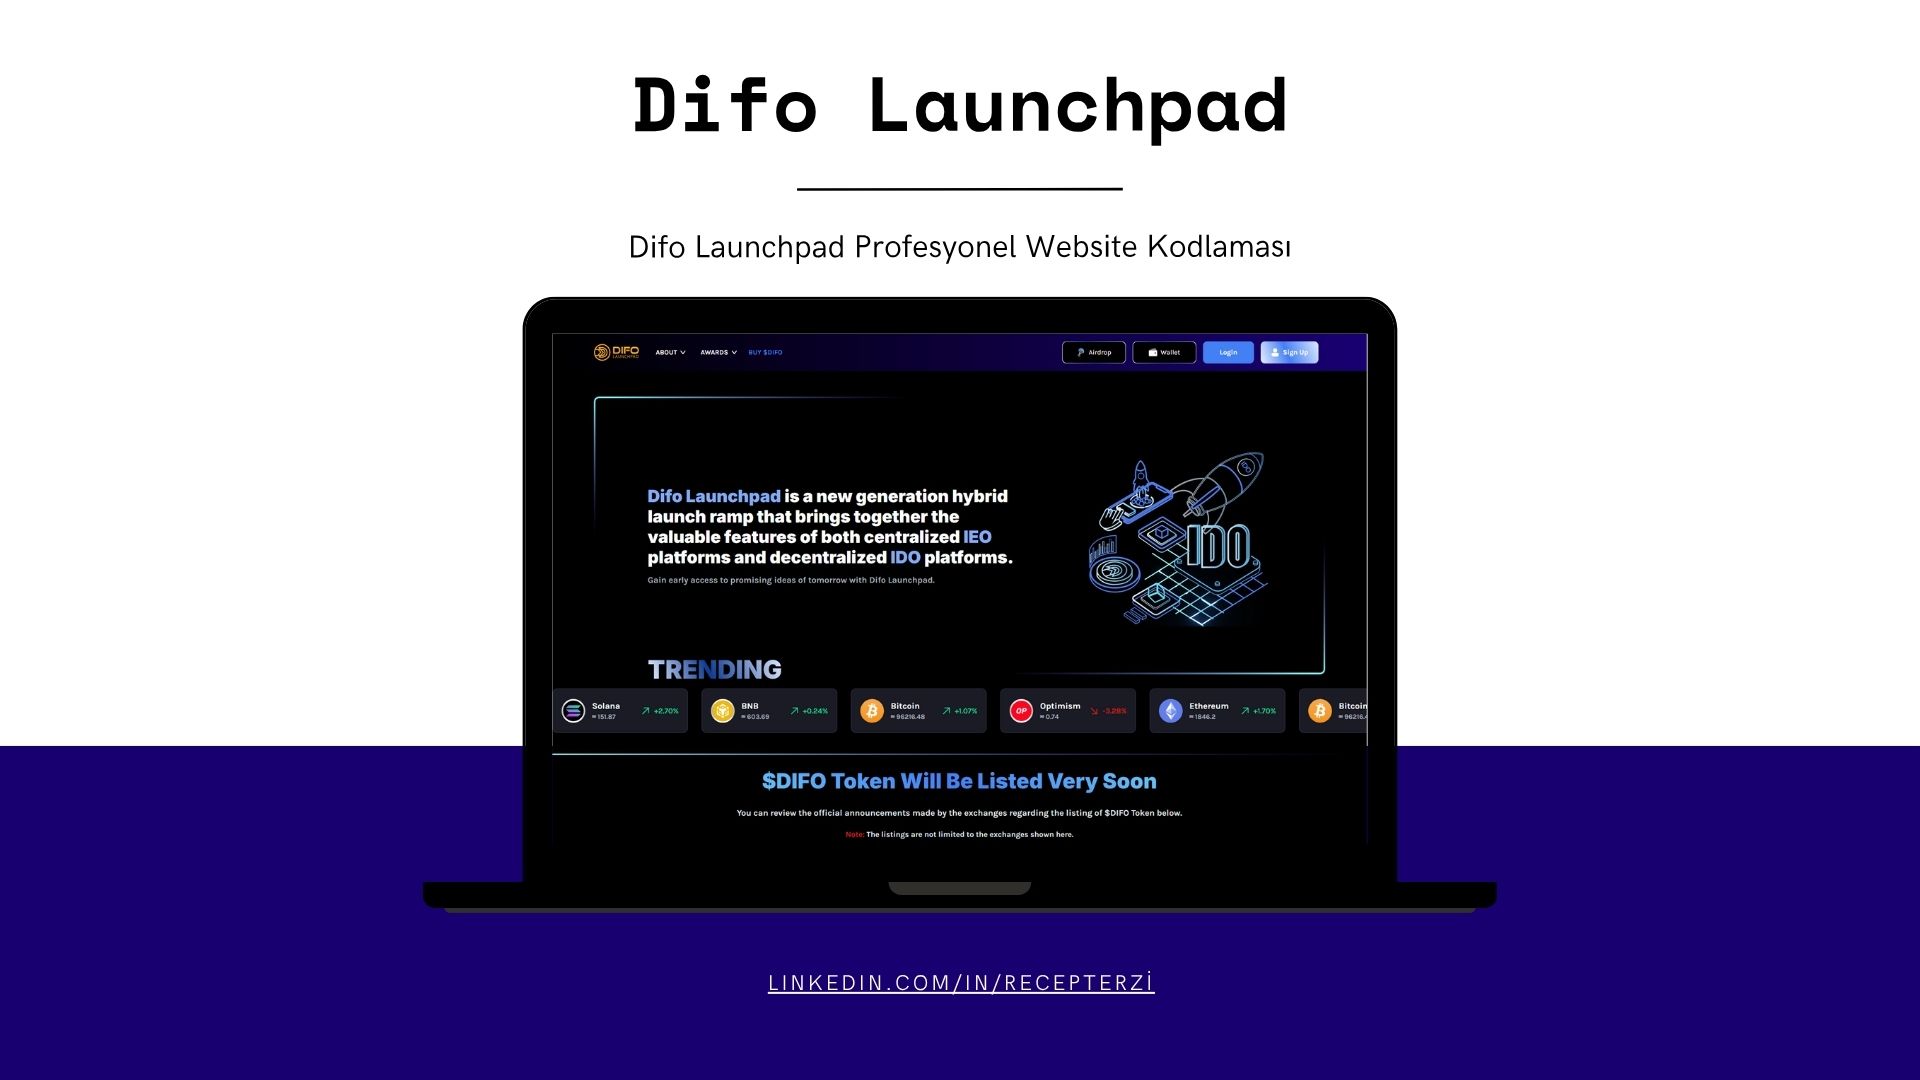 Difo Launchpad
Difo Launchpad Profesyonel Website Kodlaması
DIFO
LAUNCHPAD
ABOUT
AWARDS
BUY $DIFO
Airdrop
Wallet
Login
Sign Up
Difo Launchpad is a new generation hybrid
launch ramp that brings together the
valuable features of both centralized IEO
platforms and decentralized IDO platforms.
Gain early access to promising ideas of tomorrow with Difo Launchpad.
IDO
TRENDING
Solana
≈ 151.87
+2.70%
BNB
≈ 603.69
+0.24%
Bitcoin
≈ 96216.48
+1.07%
OP
Optimism
≈ 0.74
-3.28%
Ethereum
≈ 1846.2
+1.70%
Bitcoin
≈ 96216.4
$DIFO Token Will Be Listed Very Soon
You can review the official announcements made by the exchanges regarding the listing of $DIFO Token below.
Note: The listings are not limited to the exchanges shown here.
LINKEDIN.COM/IN/RECEPTERZİ